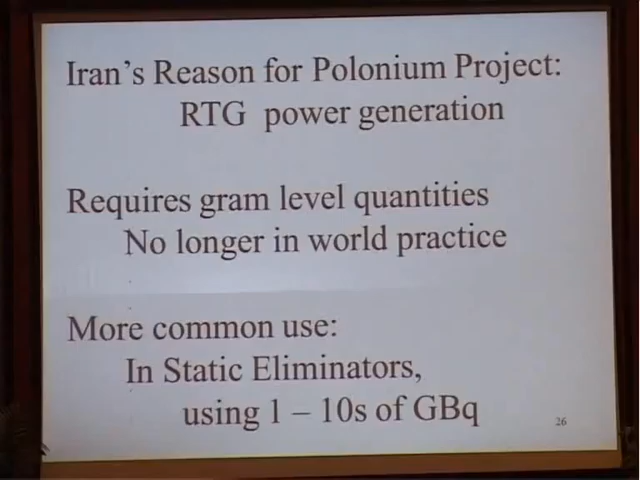 Iran's Reason for Polonium Project:
RTG power generation
Requires gram level quantities
No longer in world practice
More common use:
In Static Eliminators,
using 1 – 10s of GBq
26